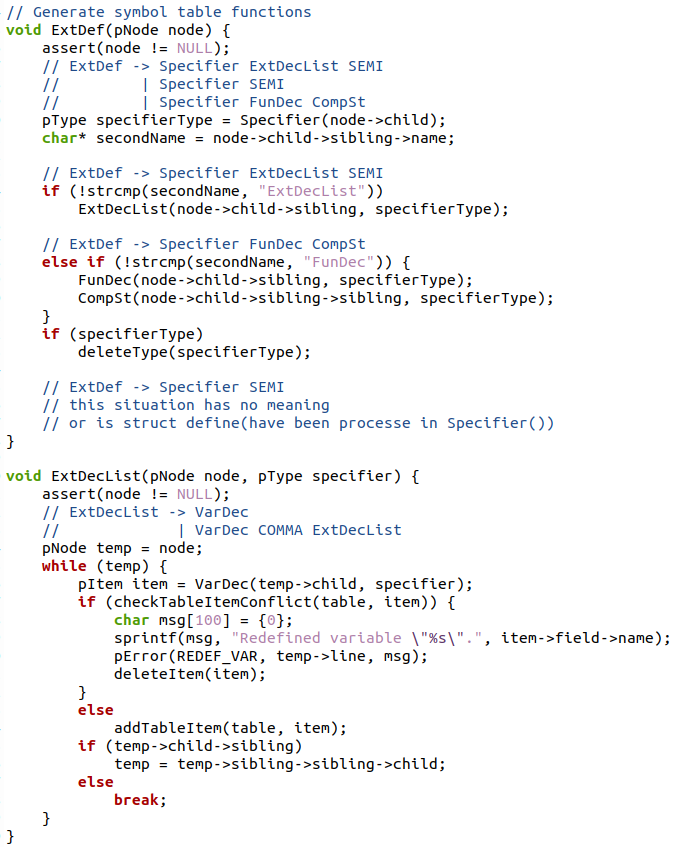 // Generate symbol table functions
void ExtDef(pNode node) {
    assert(node != NULL);
    // ExtDef -> Specifier ExtDecList SEMI
    //         | Specifier SEMI
    //         | Specifier FunDec CompSt
    pType specifierType = Specifier(node->child);
    char* secondName = node->child->sibling->name;

    // ExtDef -> Specifier ExtDecList SEMI
    if (!strcmp(secondName, "ExtDecList"))
        ExtDecList(node->child->sibling, specifierType);

    // ExtDef -> Specifier FunDec CompSt
    else if (!strcmp(secondName, "FunDec")) {
        FunDec(node->child->sibling, specifierType);
        CompSt(node->child->sibling->sibling, specifierType);
    }
    if (specifierType)
        deleteType(specifierType);

    // ExtDef -> Specifier SEMI
    // this situation has no meaning
    // or is struct define(have been processe in Specifier())
}

void ExtDecList(pNode node, pType specifier) {
    assert(node != NULL);
    // ExtDecList -> VarDec
    //             | VarDec COMMA ExtDecList
    pNode temp = node;
    while (temp) {
        pItem item = VarDec(temp->child, specifier);
        if (checkTableItemConflict(table, item)) {
            char msg[100] = {0};
            sprintf(msg, "Redefined variable \"%s\".", item->field->name);
            pError(REDEF_VAR, temp->line, msg);
            deleteItem(item);
        }
        else
            addTableItem(table, item);
        if (temp->child->sibling)
            temp = temp->sibling->sibling->child;
        else
            break;
    }
}